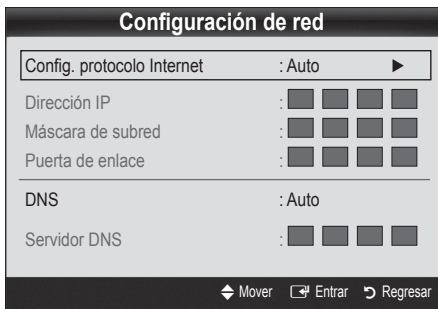 Configuración de red
Config. protocolo Internet : Auto ►
Dirección IP :
Máscara de subred :
Puerta de enlace :
DNS : Auto
Servidor DNS :
Mover Entrar Regresar